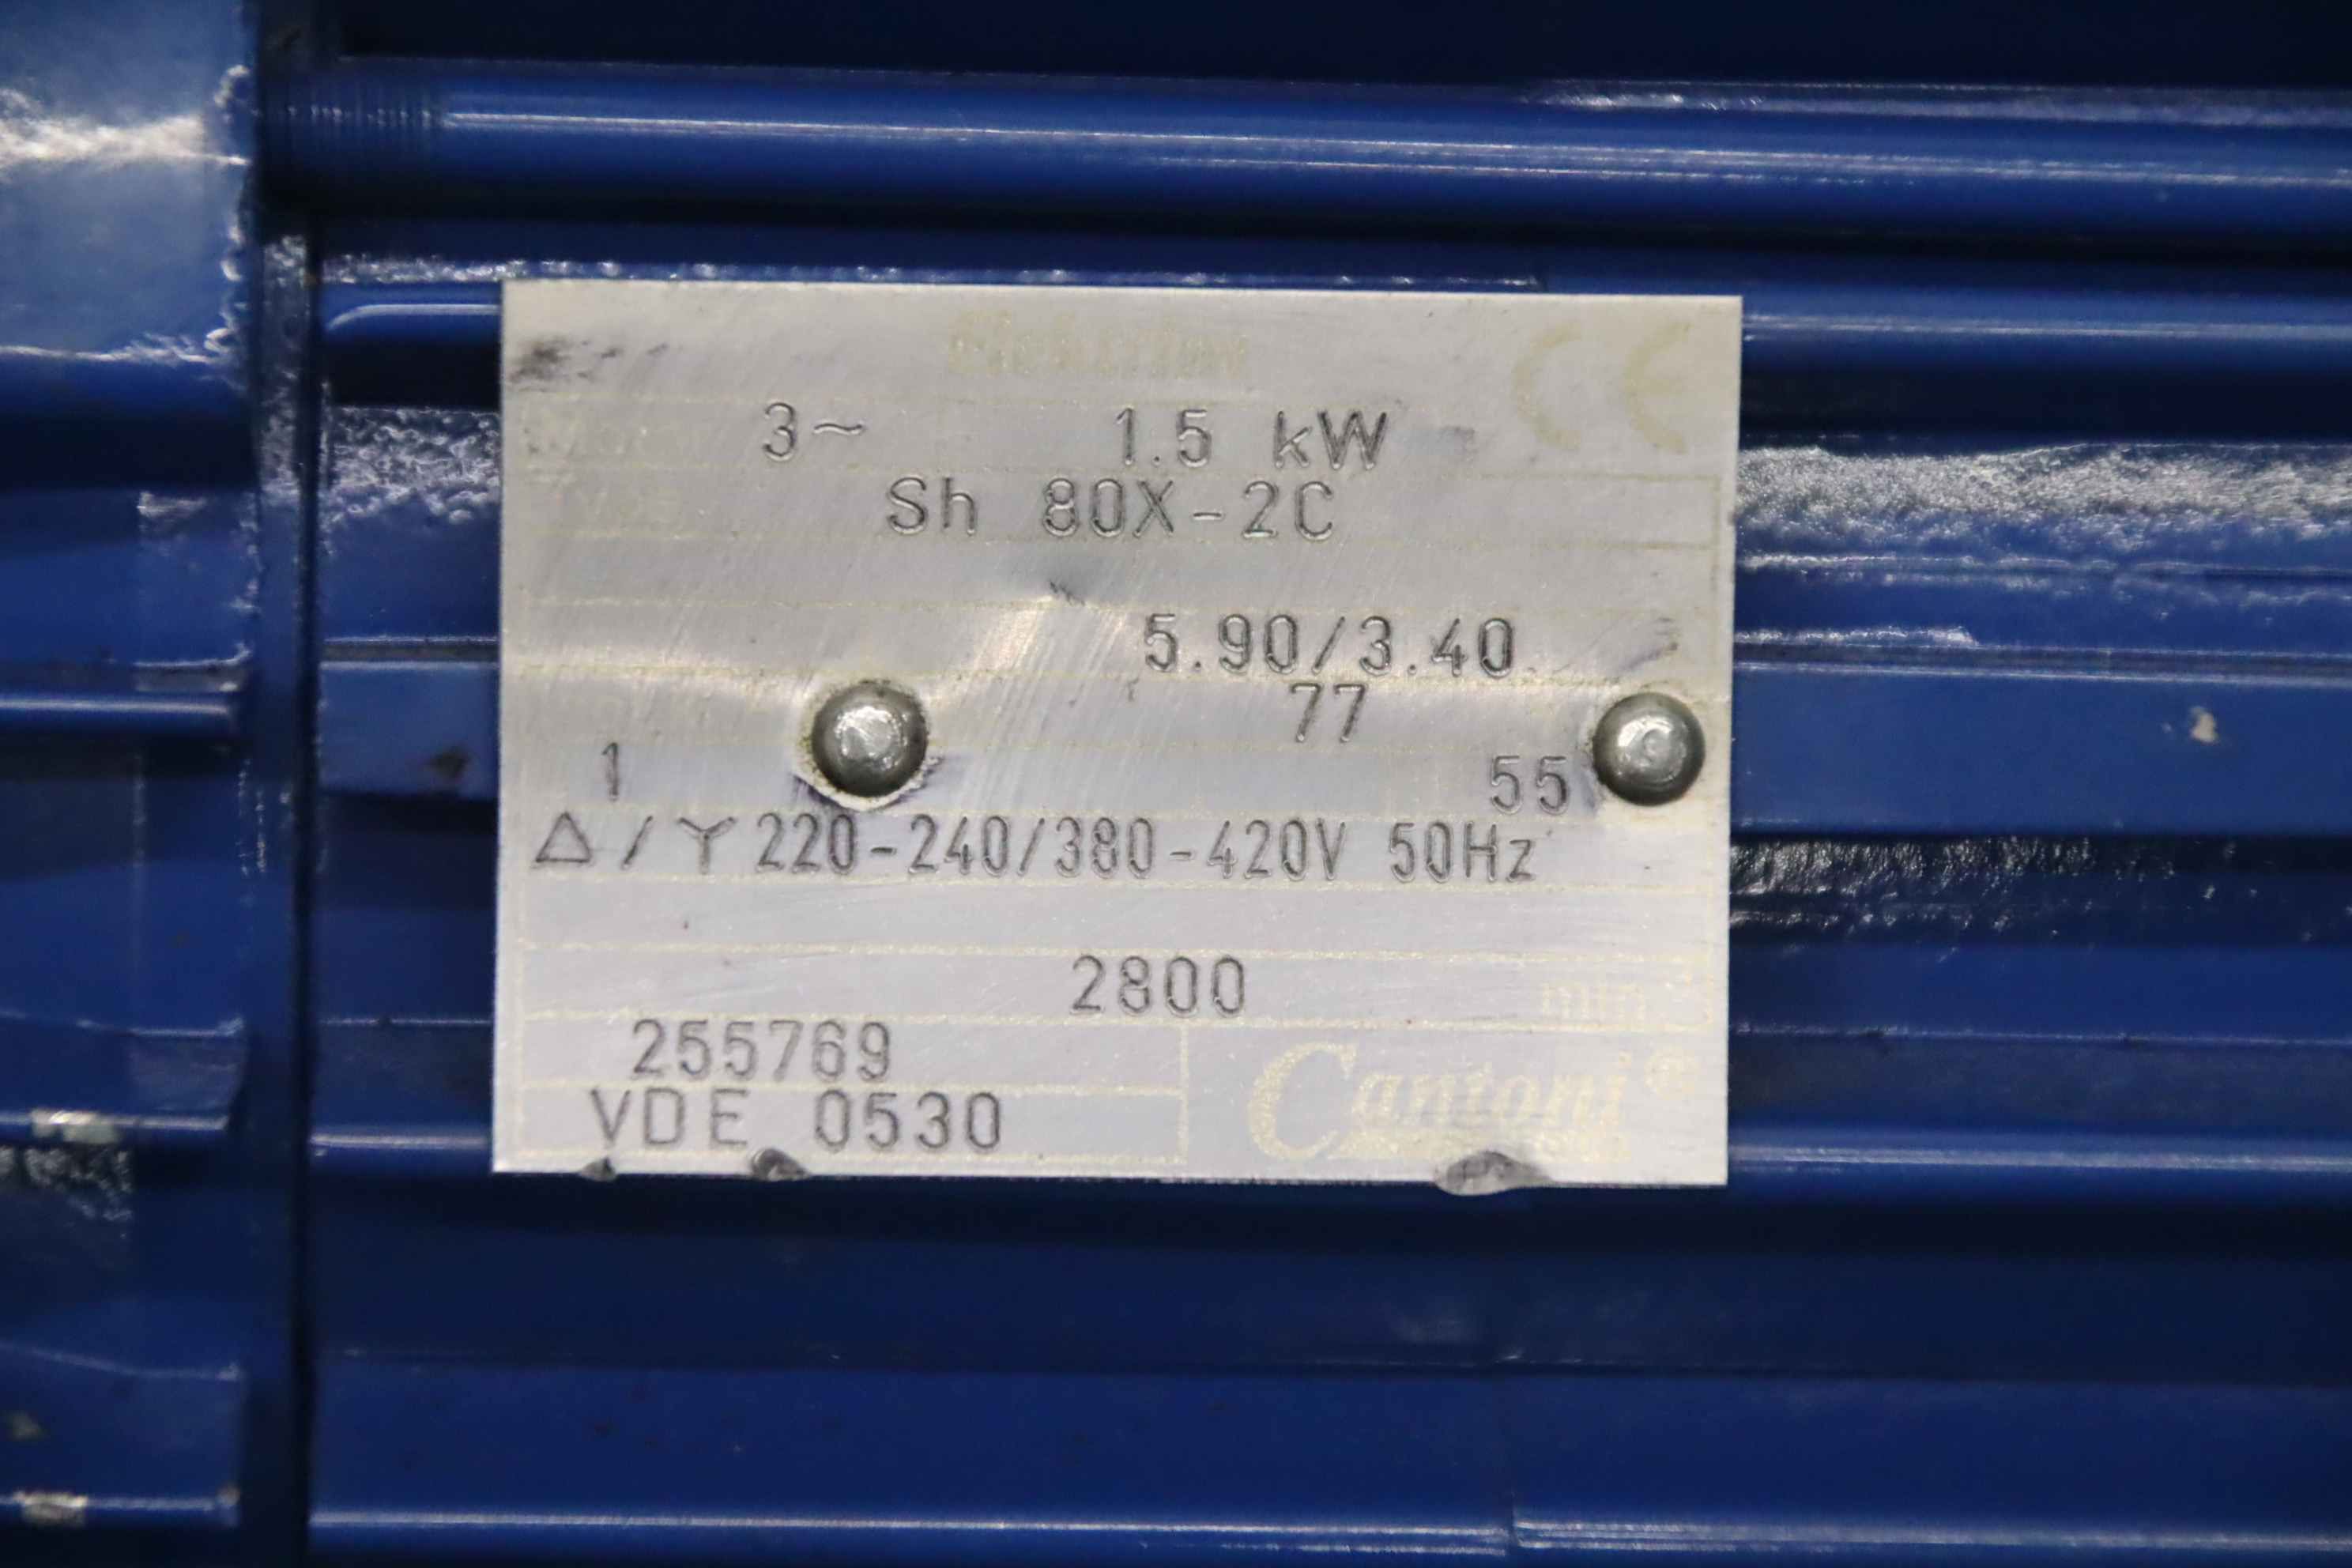 CE
3~ 1.5 kW
Sh 80X-2C
5.90/3.40
77
1 55
Δ/Y 220-240/380-420V 50Hz
2800 min
255769
VDE 0530
Cantoni®